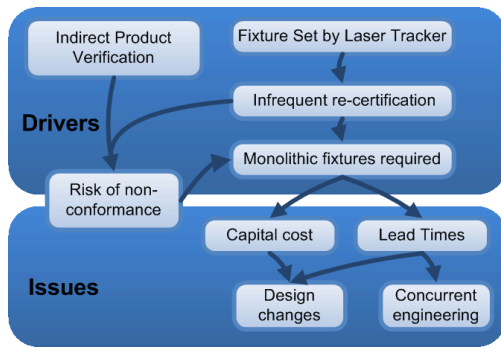 Indirect Product
Verification
Fixture Set by Laser Tracker
Infrequent re-certification
Drivers
Monolithic fixtures required
Risk of non-
conformance
Capital cost
Lead Times
Issues
Design
changes
Concurrent
engineering